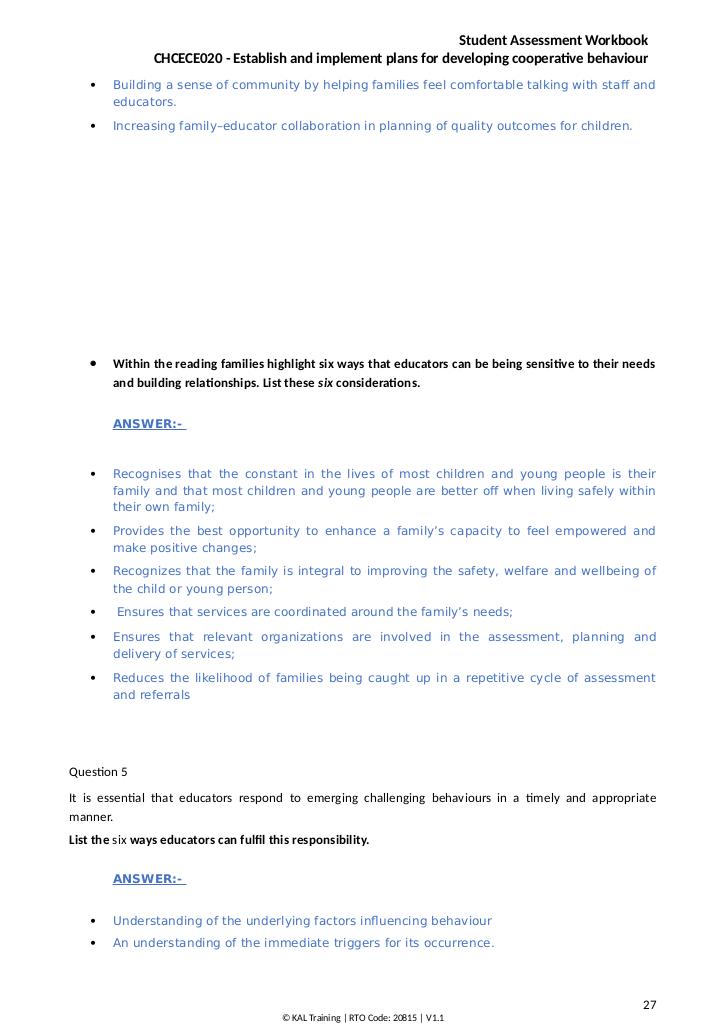 Student Assessment Workbook
CHCECE020 - Establish and implement plans for developing cooperative behaviour
• Building a sense of community by helping families feel comfortable talking with staff and
educators.
• Increasing family–educator collaboration in planning of quality outcomes for children.
• Within the reading families highlight six ways that educators can be being sensitive to their needs
and building relationships. List these six considerations.
ANSWER:-
• Recognises that the constant in the lives of most children and young people is their
family and that most children and young people are better off when living safely within
their own family;
• Provides the best opportunity to enhance a family’s capacity to feel empowered and
make positive changes;
• Recognizes that the family is integral to improving the safety, welfare and wellbeing of
the child or young person;
• Ensures that services are coordinated around the family’s needs;
• Ensures that relevant organizations are involved in the assessment, planning and
delivery of services;
• Reduces the likelihood of families being caught up in a repetitive cycle of assessment
and referrals
Question 5
It is essential that educators respond to emerging challenging behaviours in a timely and appropriate
manner.
List the six ways educators can fulfil this responsibility.
ANSWER:-
• Understanding of the underlying factors influencing behaviour
• An understanding of the immediate triggers for its occurrence.
27
© KAL Training | RTO Code: 20815 | V1.1